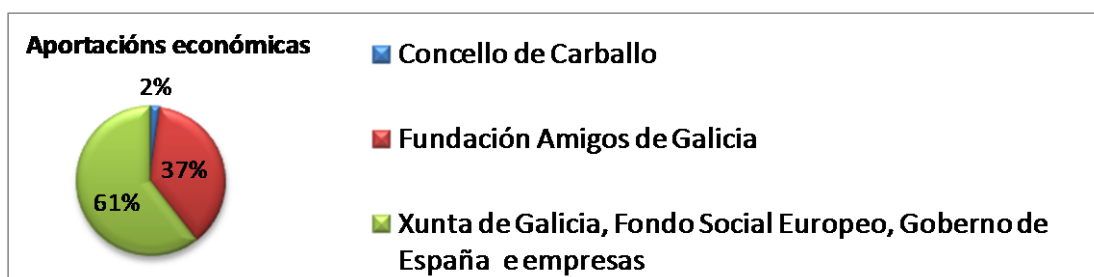 Aportacións económicas
2%
37%
61%
Concello de Carballo
Fundación Amigos de Galicia
Xunta de Galicia, Fondo Social Europeo, Goberno de
España e empresas